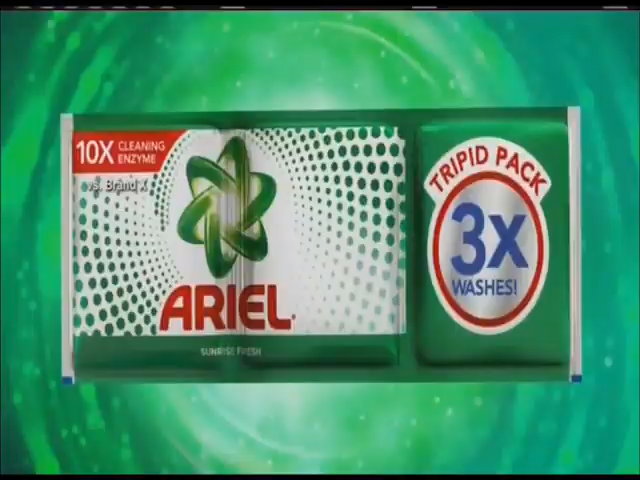 10X CLEANING
ENZYME
vs. Brand X
ARIEL
SUNRISE FRESH
TRIPID PACK
3X
WASHES!